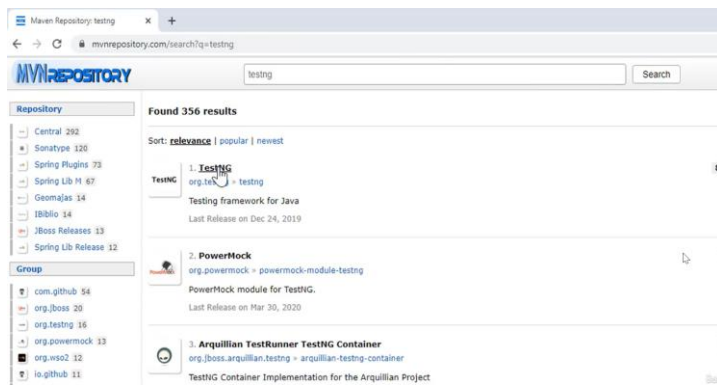 Maven Repository: testng
mvnrepository.com/search?q=testng
MVNREPOSITORY
testng
Search
Repository
Central 292
Sonatype 120
Spring Plugins 73
Spring Lib M 67
Geomajas 14
IBiblio 14
JBoss Releases 13
Spring Lib Release 12
Group
com.github 54
org.jboss 20
org.testng 16
org.powermock 13
org.wso2 12
io.github 11
Found 356 results
Sort: relevance | popular | newest
TestNG
1. TestNG
» testng
Testing framework for Java
Last Release on Dec 24, 2019
2. PowerMock
org.powermock » powermock-module-testng
PowerMock module for TestNG.
Last Release on Mar 30, 2020
3. Arquillian TestRunner TestNG Container
org.jboss.arquillian.testng » arquillian-testng-container
TestNG Container Implementation for the Arquillian Project